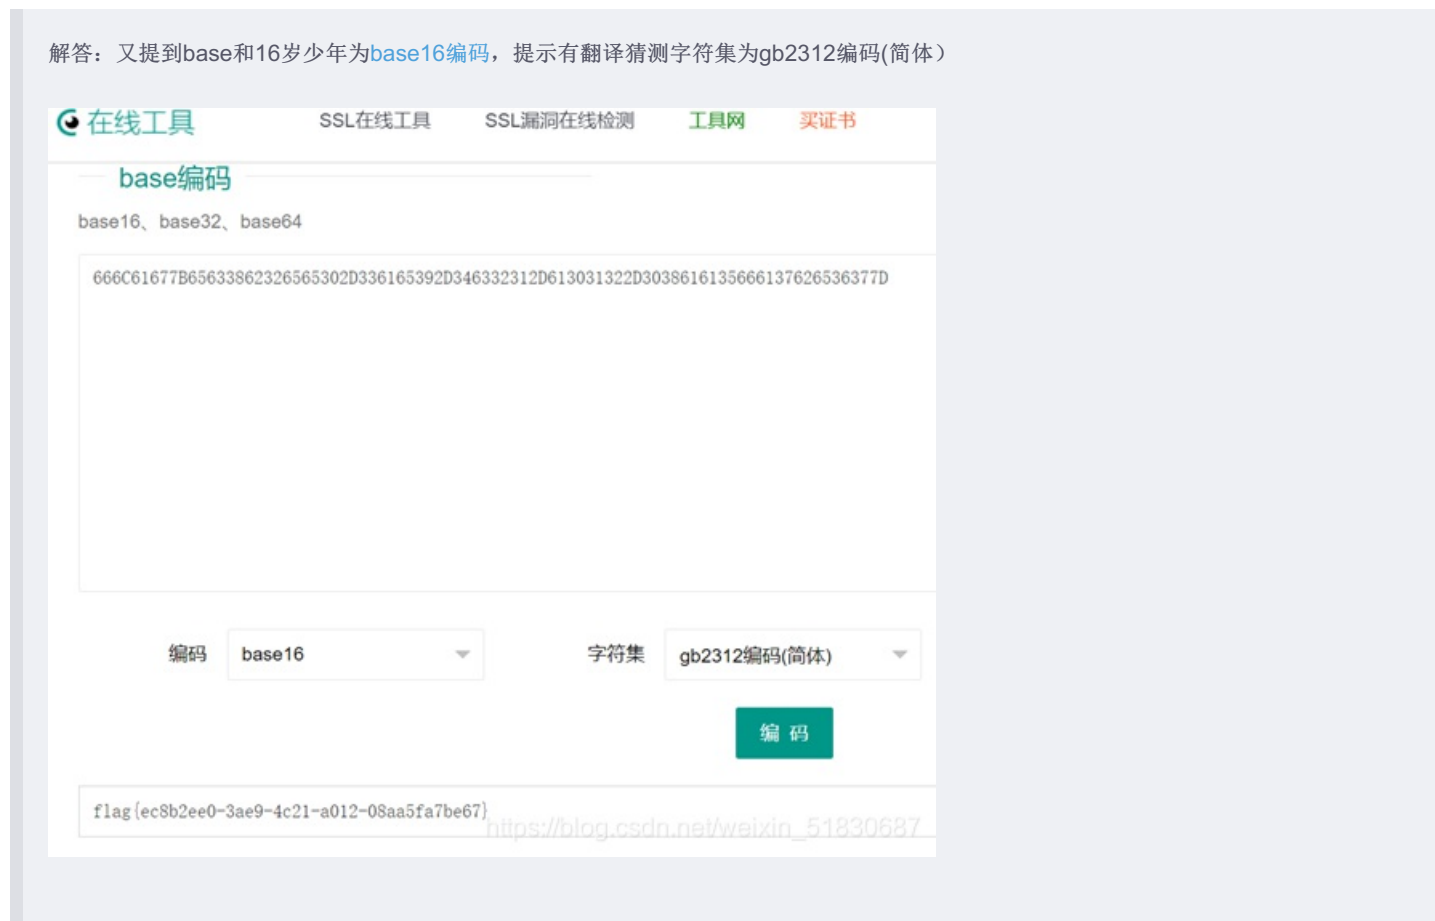 解答：又提到base和16岁少年为base16编码，提示有翻译猜测字符集为gb2312编码(简体）
在线工具 SSL在线工具 SSL漏洞在线检测 工具网 买证书
base编码
base16、base32、base64
666C61677B65633862326565302D336165392D346332312D613031322D3038616135666137626536377D
编码 base16 字符集 gb2312编码(简体)
编 码
flag{ec8b2ee0-3ae9-4c21-a012-08aa5fa7be67}
https://blog.csdn.net/weixin_51830687